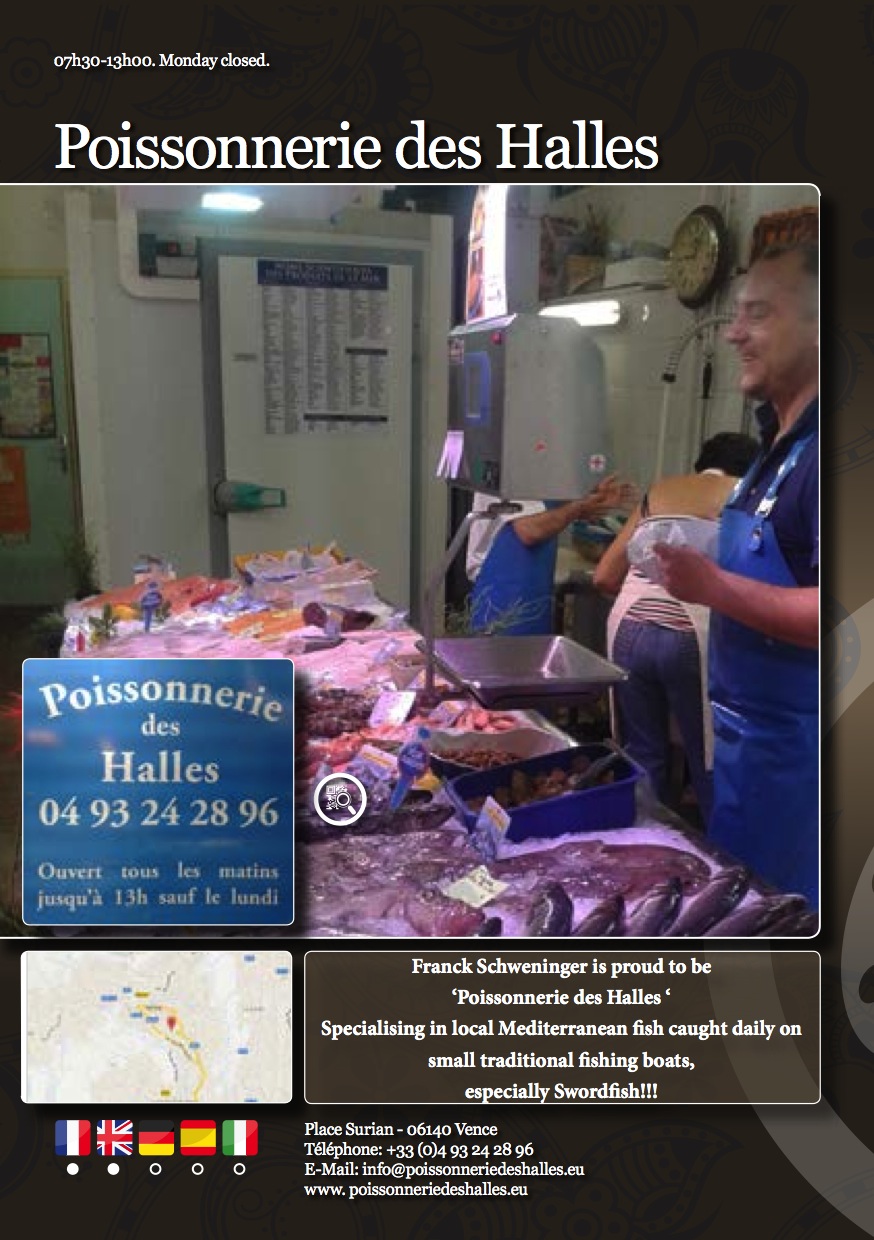 07h30-13h00. Monday closed.
Poissonnerie des Halles
Poissonnerie
des
Halles
04 93 24 28 96
Ouvert tous les matins
jusqu'à 13h sauf le lundi
Franck Schweninger is proud to be
‘Poissonnerie des Halles ‘
Specialising in local Mediterranean fish caught daily on
small traditional fishing boats,
especially Swordfish!!!
Place Surian - 06140 Vence
Téléphone: +33 (0)4 93 24 28 96
E-Mail: info@poissonneriedeshalles.eu
www. poissonneriedeshalles.eu